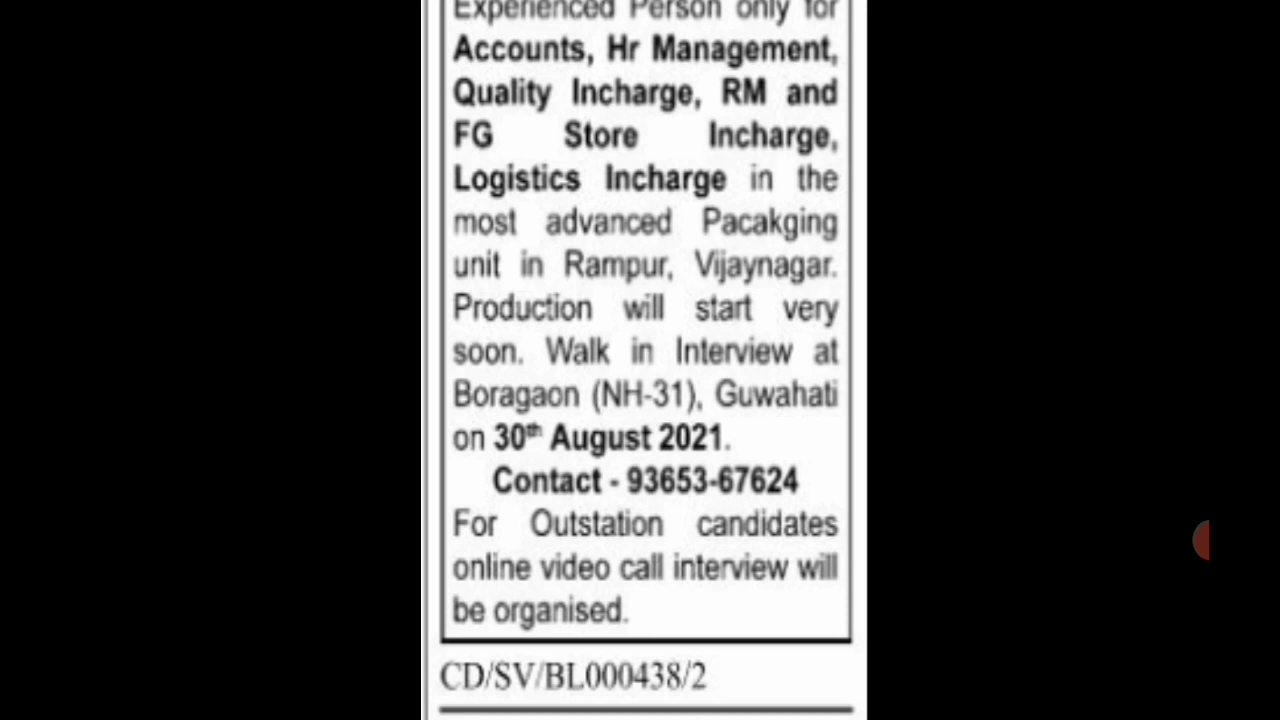 Experienced Person only for
Accounts, Hr Management,
Quality Incharge, RM and
FG Store Incharge,
Logistics Incharge in the
most advanced Pacakging
unit in Rampur, Vijaynagar.
Production will start very
soon. Walk in Interview at
Boragaon (NH-31), Guwahati
on 30th August 2021.
Contact - 93653-67624
For Outstation candidates
online video call interview will
be organised.
CD/SV/BL000438/2